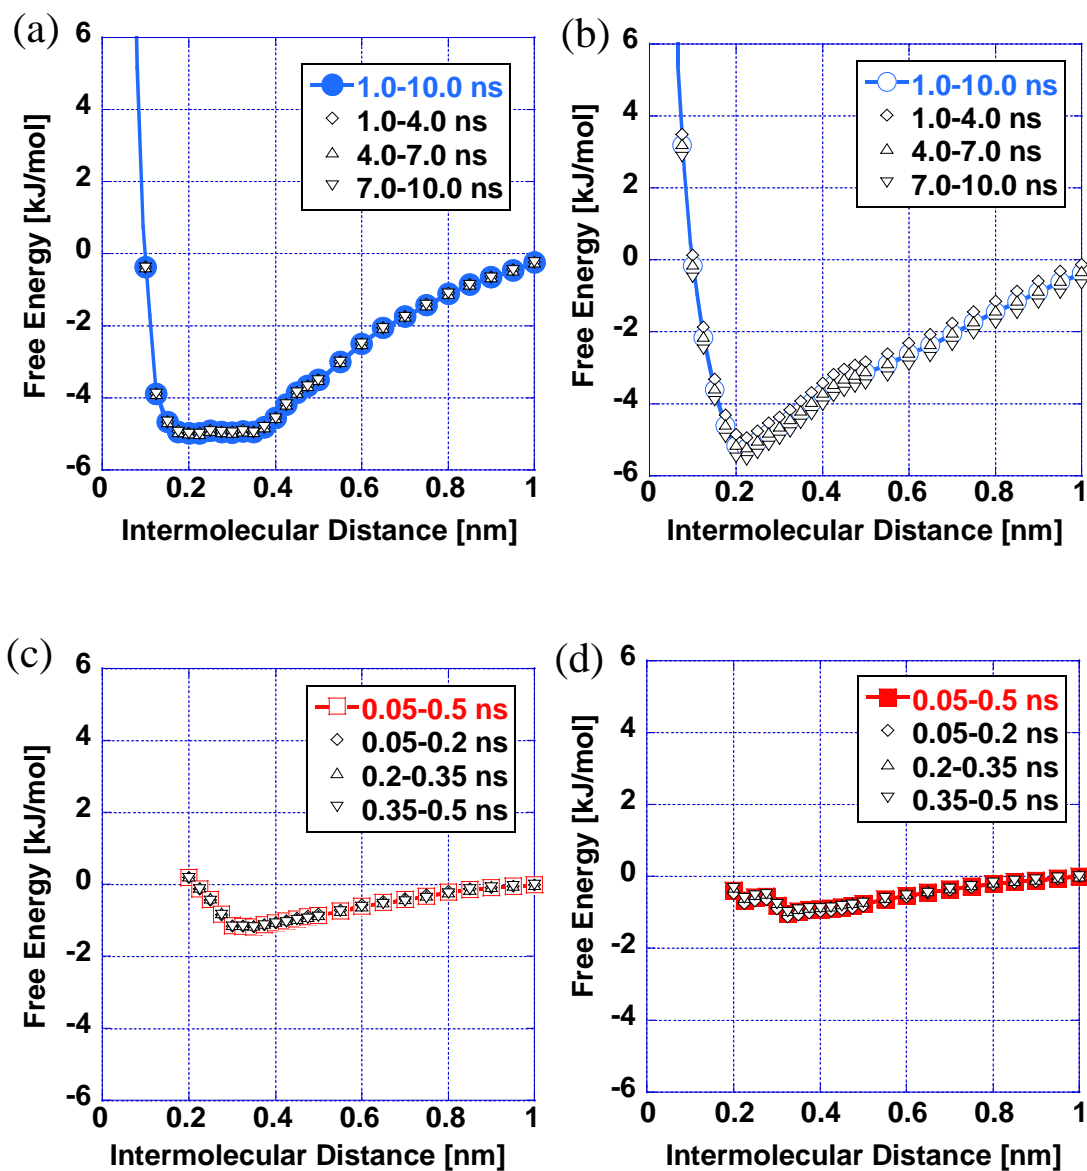 (a)
6
4
2
0
-2
-4
-6
Free Energy [kJ/mol]
1.0-10.0 ns
1.0-4.0 ns
4.0-7.0 ns
7.0-10.0 ns
0 0.2 0.4 0.6 0.8 1
Intermolecular Distance [nm]
(b)
6
4
2
0
-2
-4
-6
Free Energy [kJ/mol]
1.0-10.0 ns
1.0-4.0 ns
4.0-7.0 ns
7.0-10.0 ns
0 0.2 0.4 0.6 0.8 1
Intermolecular Distance [nm]
(c)
6
4
2
0
-2
-4
-6
Free Energy [kJ/mol]
0.05-0.5 ns
0.05-0.2 ns
0.2-0.35 ns
0.35-0.5 ns
0 0.2 0.4 0.6 0.8 1
Intermolecular Distance [nm]
(d)
6
4
2
0
-2
-4
-6
Free Energy [kJ/mol]
0.05-0.5 ns
0.05-0.2 ns
0.2-0.35 ns
0.35-0.5 ns
0 0.2 0.4 0.6 0.8 1
Intermolecular Distance [nm]